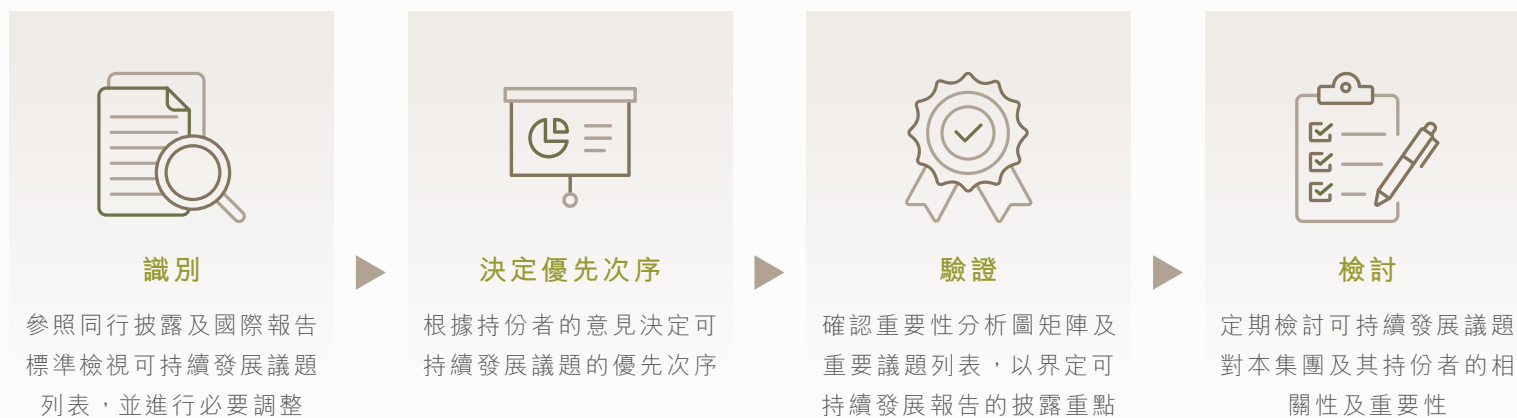 識別
參照同行披露及國際報告
標準檢視可持續發展議題
列表，並進行必要調整
決定優先次序
根據持份者的意見決定可
持續發展議題的優先次序
驗證
確認重要性分析圖矩陣及
重要議題列表，以界定可
持續發展報告的披露重點
檢討
定期檢討可持續發展議題
對本集團及其持份者的相
關性及重要性